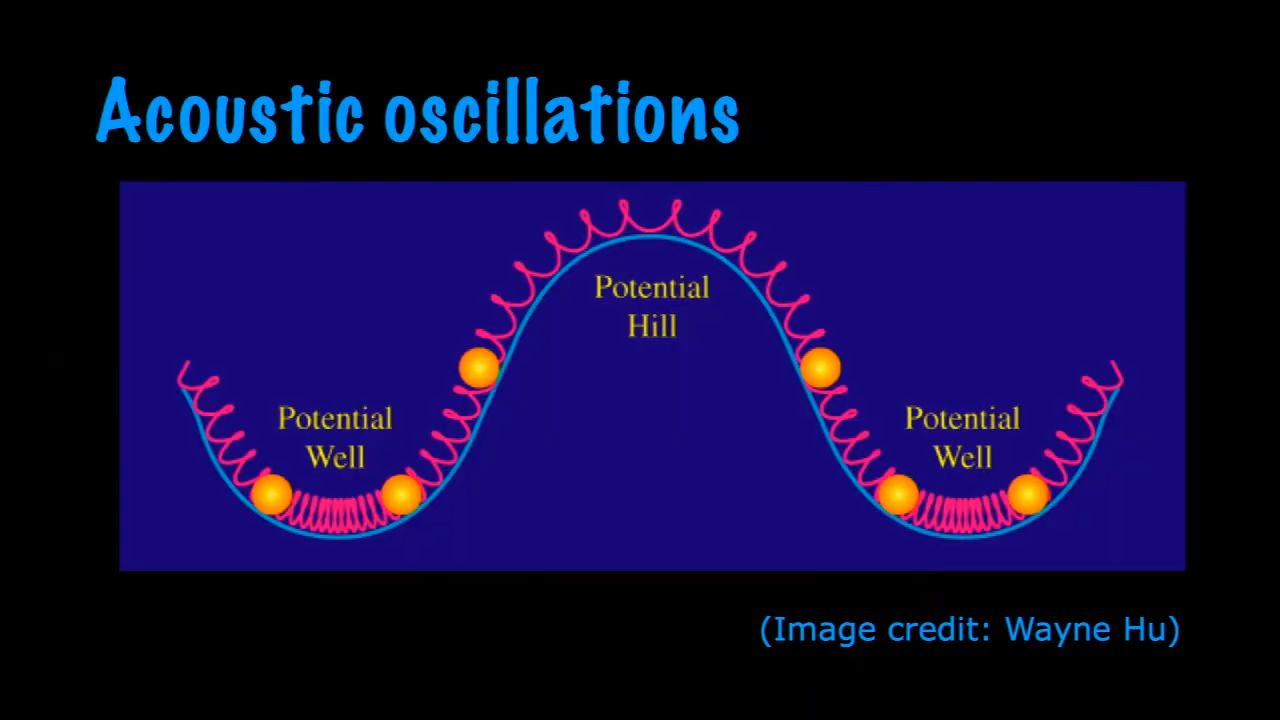 Acoustic oscillations
Potential
Hill
Potential
Well
Potential
Well
(Image credit: Wayne Hu)